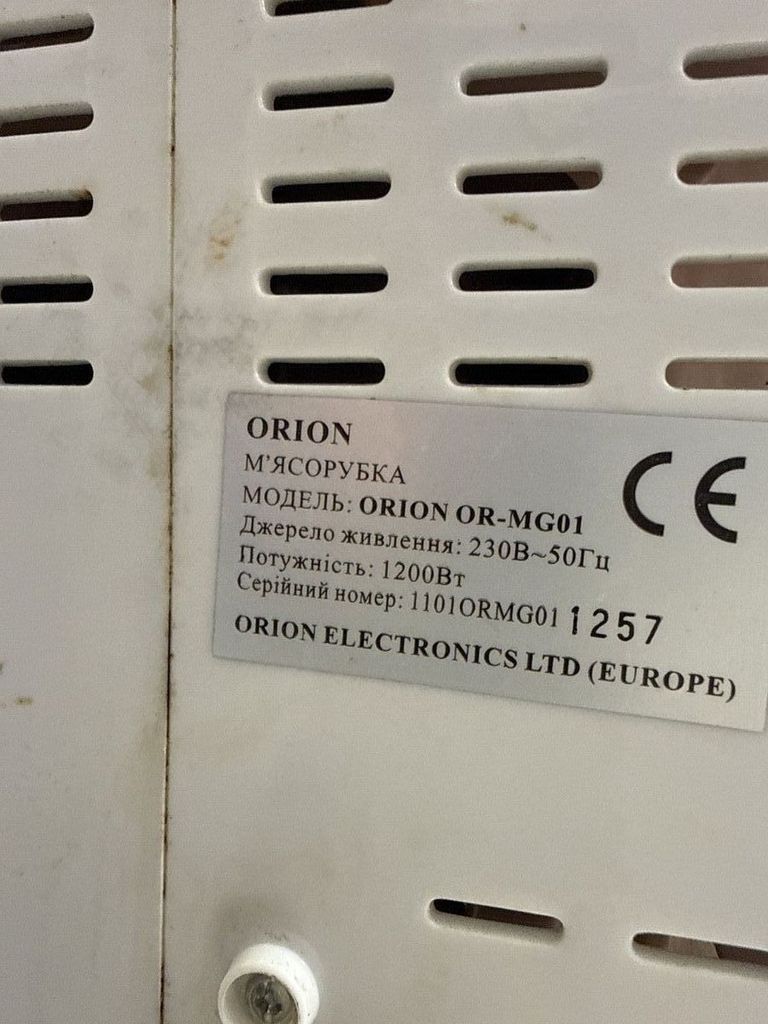 ORION
М'ЯСОРУБКА
МОДЕЛЬ: ORION OR-MG01
Джерело живлення: 230В~50Гц
Потужність: 1200Вт
Серійний номер: 1101ORMG01 1257
ORION ELECTRONICS LTD (EUROPE)
CE